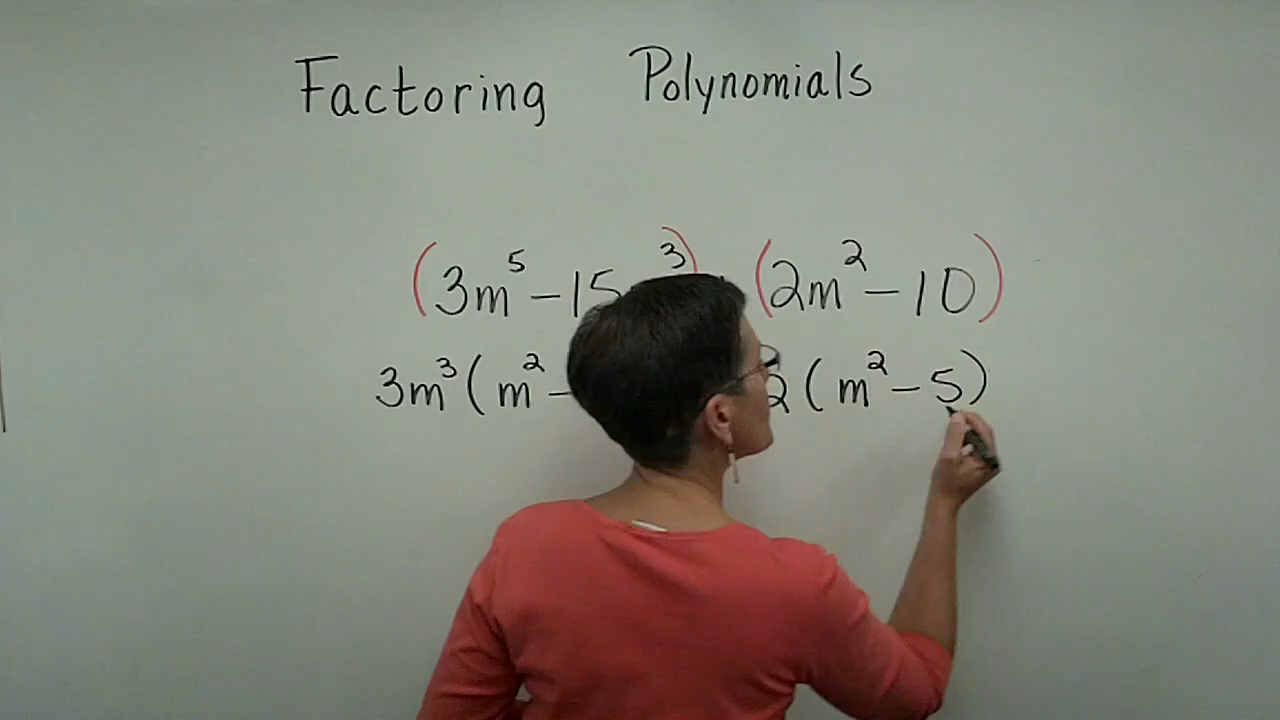 Factoring Polynomials
(3m⁵ - 15 ³) (2m² - 10)
3m³(m² - 2(m² - 5)